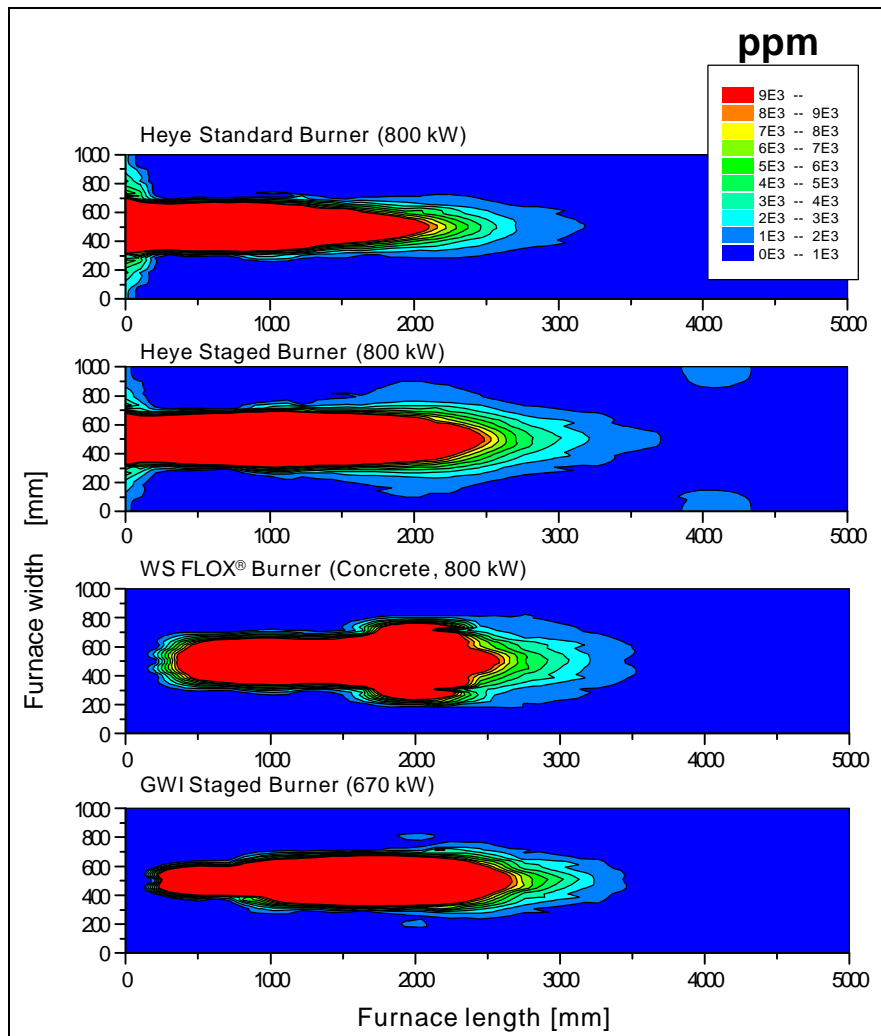 ppm
9E3 --
8E3 -- 9E3
7E3 -- 8E3
6E3 -- 7E3
5E3 -- 6E3
4E3 -- 5E3
3E3 -- 4E3
2E3 -- 3E3
1E3 -- 2E3
0E3 -- 1E3
Heye Standard Burner (800 kW)
1000
800
600
400
200
0
0 1000 2000 3000 4000 5000
Heye Staged Burner (800 kW)
1000
800
600
400
200
0
0 1000 2000 3000 4000 5000
WS FLOX® Burner (Concrete, 800 kW)
1000
800
600
400
200
0
0 1000 2000 3000 4000 5000
GWI Staged Burner (670 kW)
1000
800
600
400
200
0
0 1000 2000 3000 4000 5000
Furnace width [mm]
Furnace length [mm]